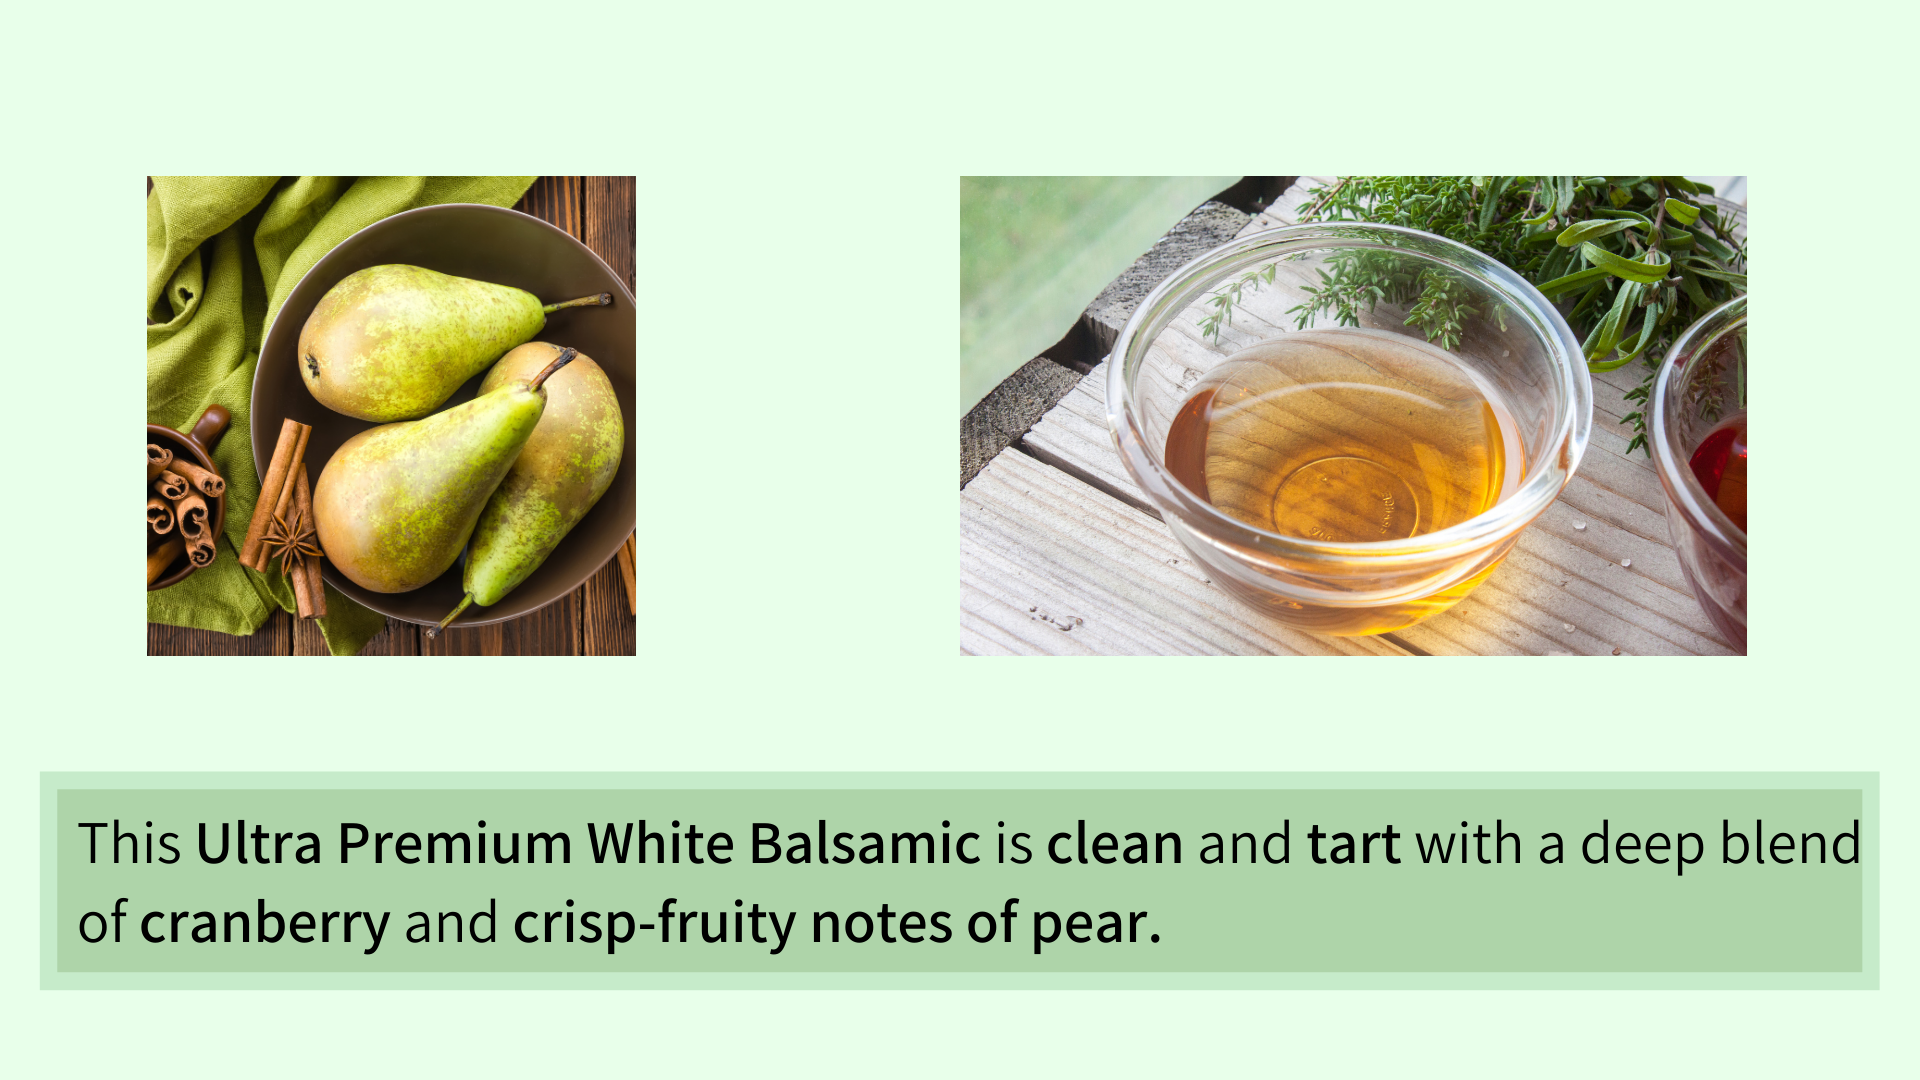 This Ultra Premium White Balsamic is clean and tart with a deep blend
of cranberry and crisp-fruity notes of pear.